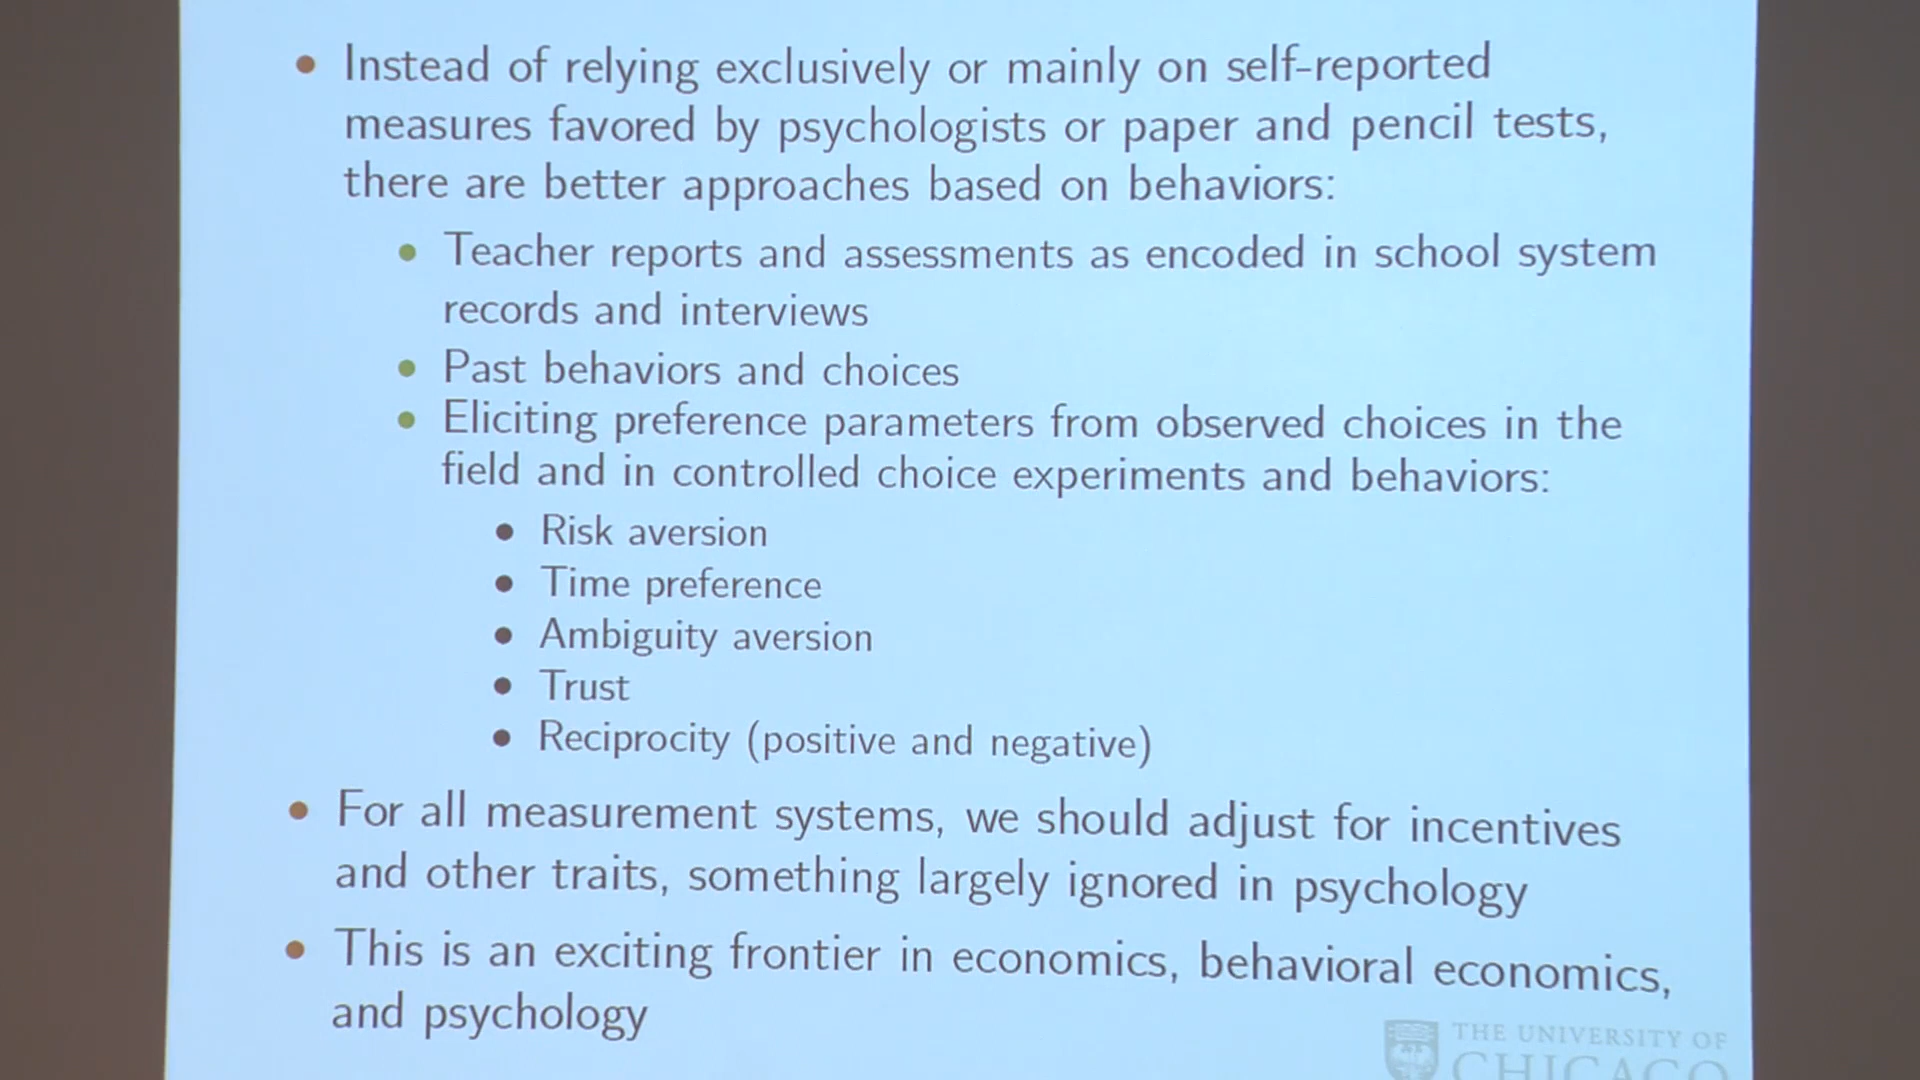 Instead of relying exclusively or mainly on self-reported
measures favored by psychologists or paper and pencil tests,
there are better approaches based on behaviors:
Teacher reports and assessments as encoded in school system
records and interviews
Past behaviors and choices
Eliciting preference parameters from observed choices in the
field and in controlled choice experiments and behaviors:
Risk aversion
Time preference
Ambiguity aversion
Trust
Reciprocity (positive and negative)
For all measurement systems, we should adjust for incentives
and other traits, something largely ignored in psychology
This is an exciting frontier in economics, behavioral economics,
and psychology
THE UNIVERSITY OF
CHICAGO